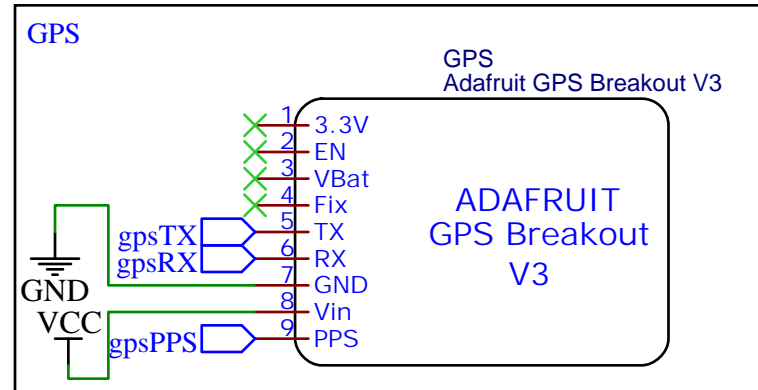 GPS
GPS
Adafruit GPS Breakout V3
1 3.3V
2 EN
3 VBat
4 Fix
gpsTX 5 TX
gpsRX 6 RX
7 GND
GND
8 Vin
VCC
gpsPPS 9 PPS
ADAFRUIT
GPS Breakout
V3